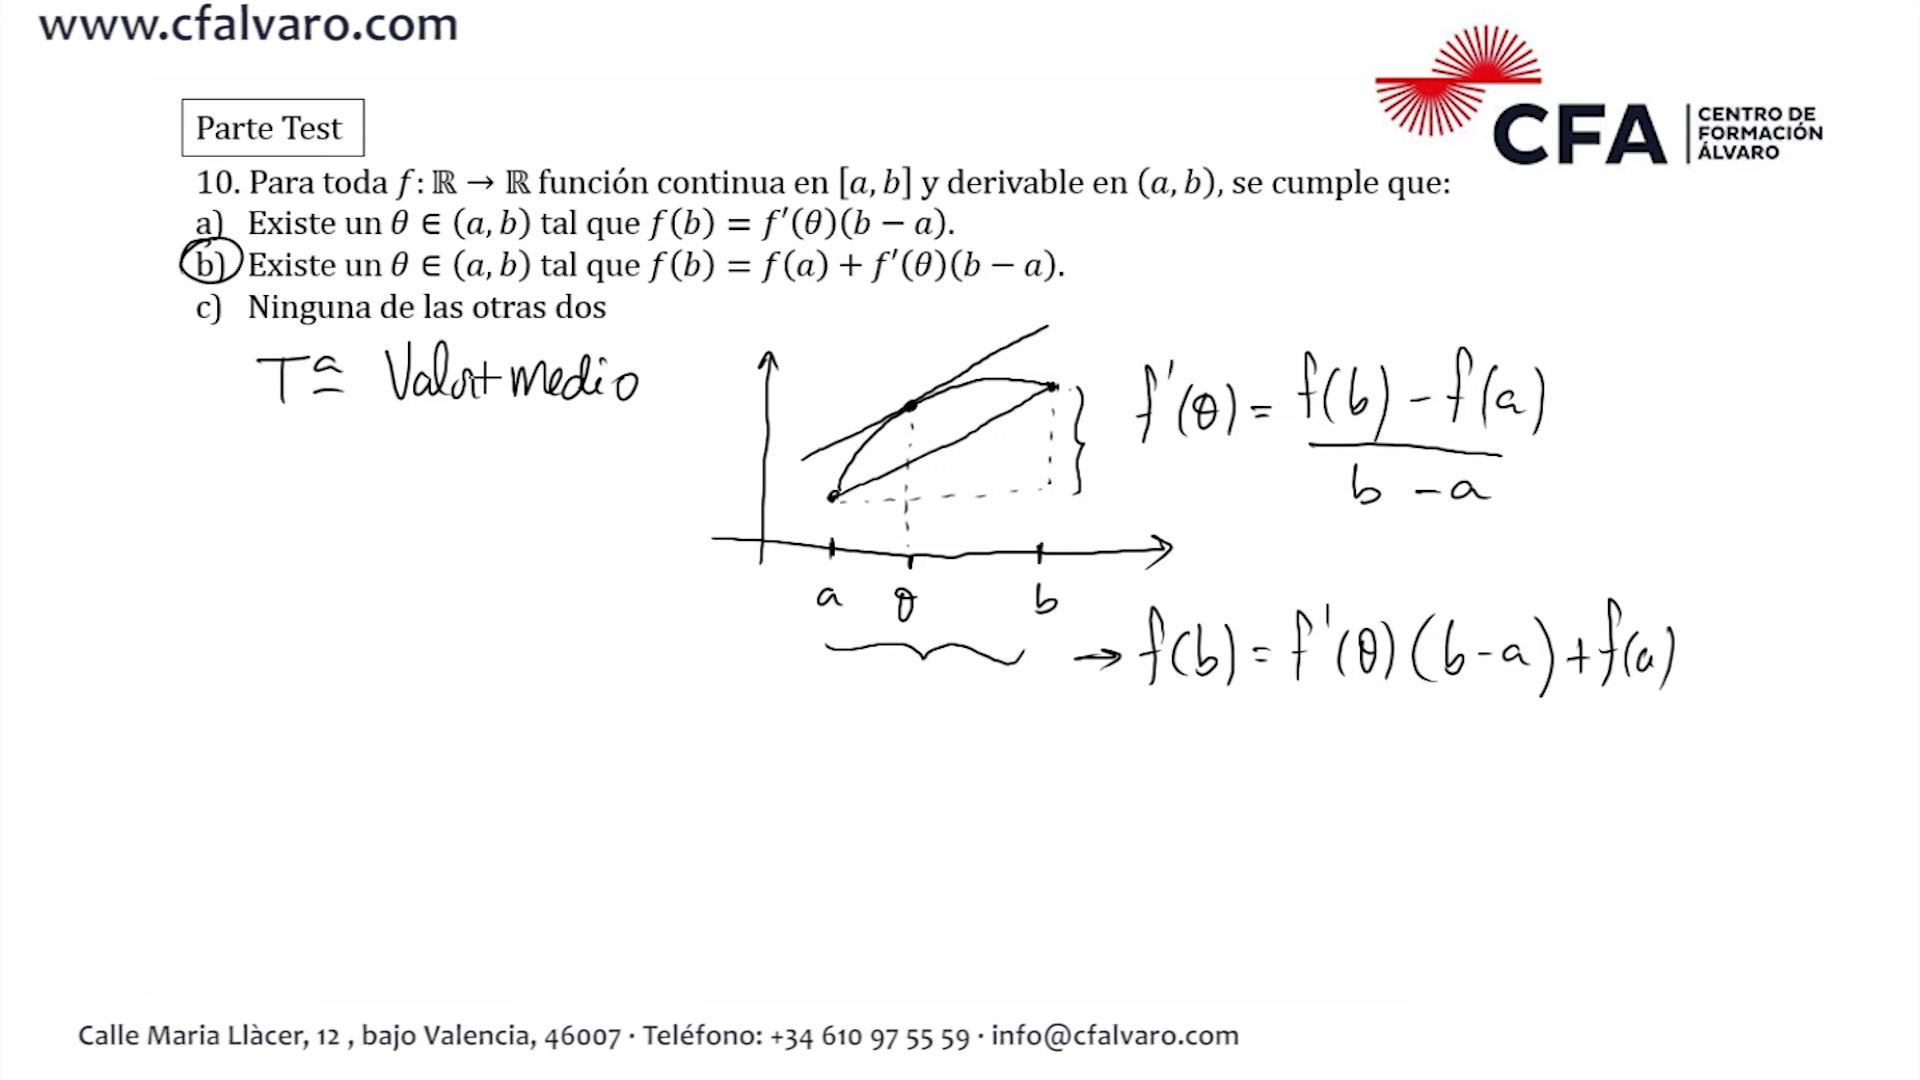 www.cfalvaro.com
CFA CENTRO DE FORMACIÓN ÁLVARO
Parte Test
10. Para toda f: ℝ → ℝ función continua en [a, b] y derivable en (a, b), se cumple que:
a) Existe un θ ∈ (a, b) tal que f(b) = f′(θ)(b − a).
b) Existe un θ ∈ (a, b) tal que f(b) = f(a) + f′(θ)(b − a).
c) Ninguna de las otras dos
Tª Valor medio
f'(θ) = f(b) - f(a)
b - a
a θ b
→ f(b) = f'(θ)(b-a)+f(a)
Calle Maria Llàcer, 12 , bajo Valencia, 46007 · Teléfono: +34 610 97 55 59 · info@cfalvaro.com